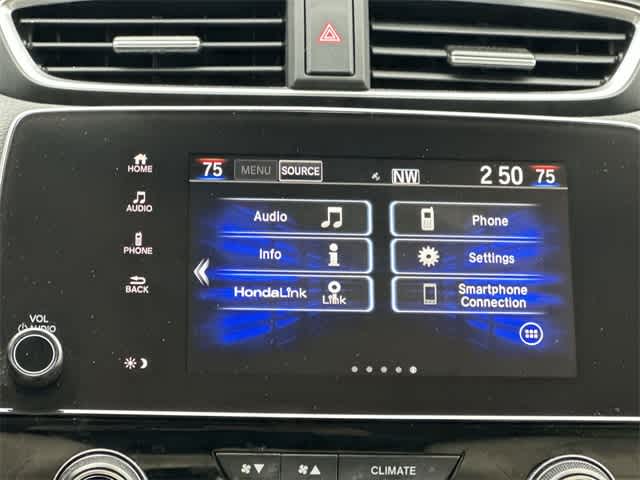 75 MENU SOURCE NW 2 50 75
HOME
AUDIO
PHONE
BACK
VOL
AUDIO
Audio
Phone
Info
Settings
HondaLink Link
Smartphone
Connection
CLIMATE